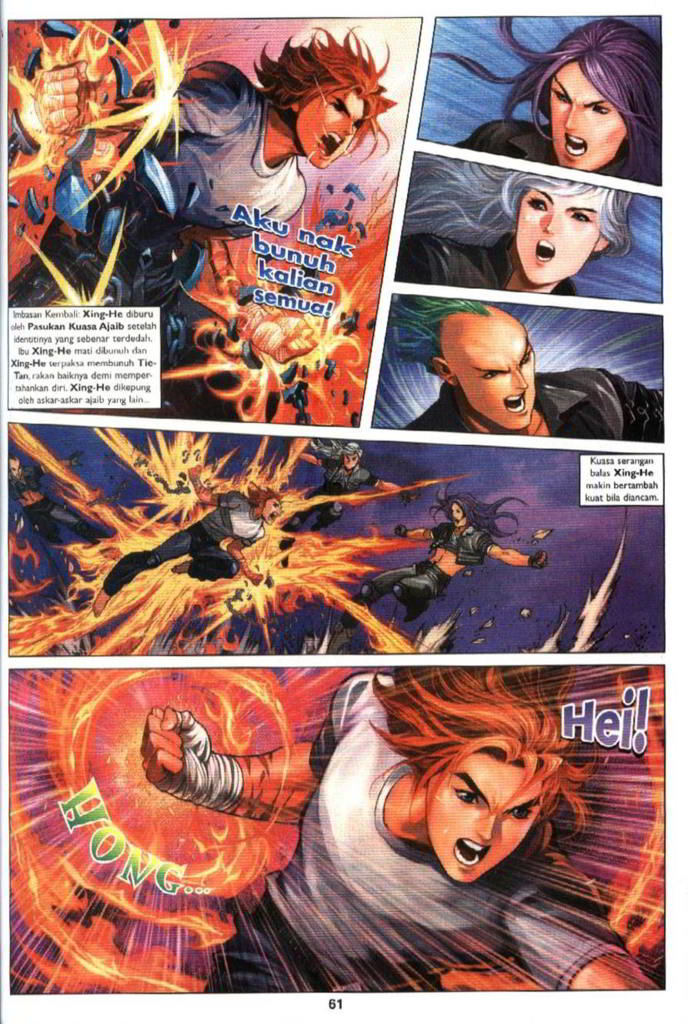 Aku nak
bunuh
kalian
semua!
Imbasan Kembali: Xing-He diburu
oleh Pasukan Kuasa Ajaib setelah
identitinya yang sebenar terdedah.
Ibu Xing-He mati dibunuh dan
Xing-He terpaksa membunuh Tie-
Tan, rakan baiknya demi memper-
tahankan diri. Xing-He dikepung
oleh askar-askar ajaib yang lain...
Kuasa serangan
balas Xing-He
makin bertambah
kuat bila diancam.
Hei!
WONG...
61